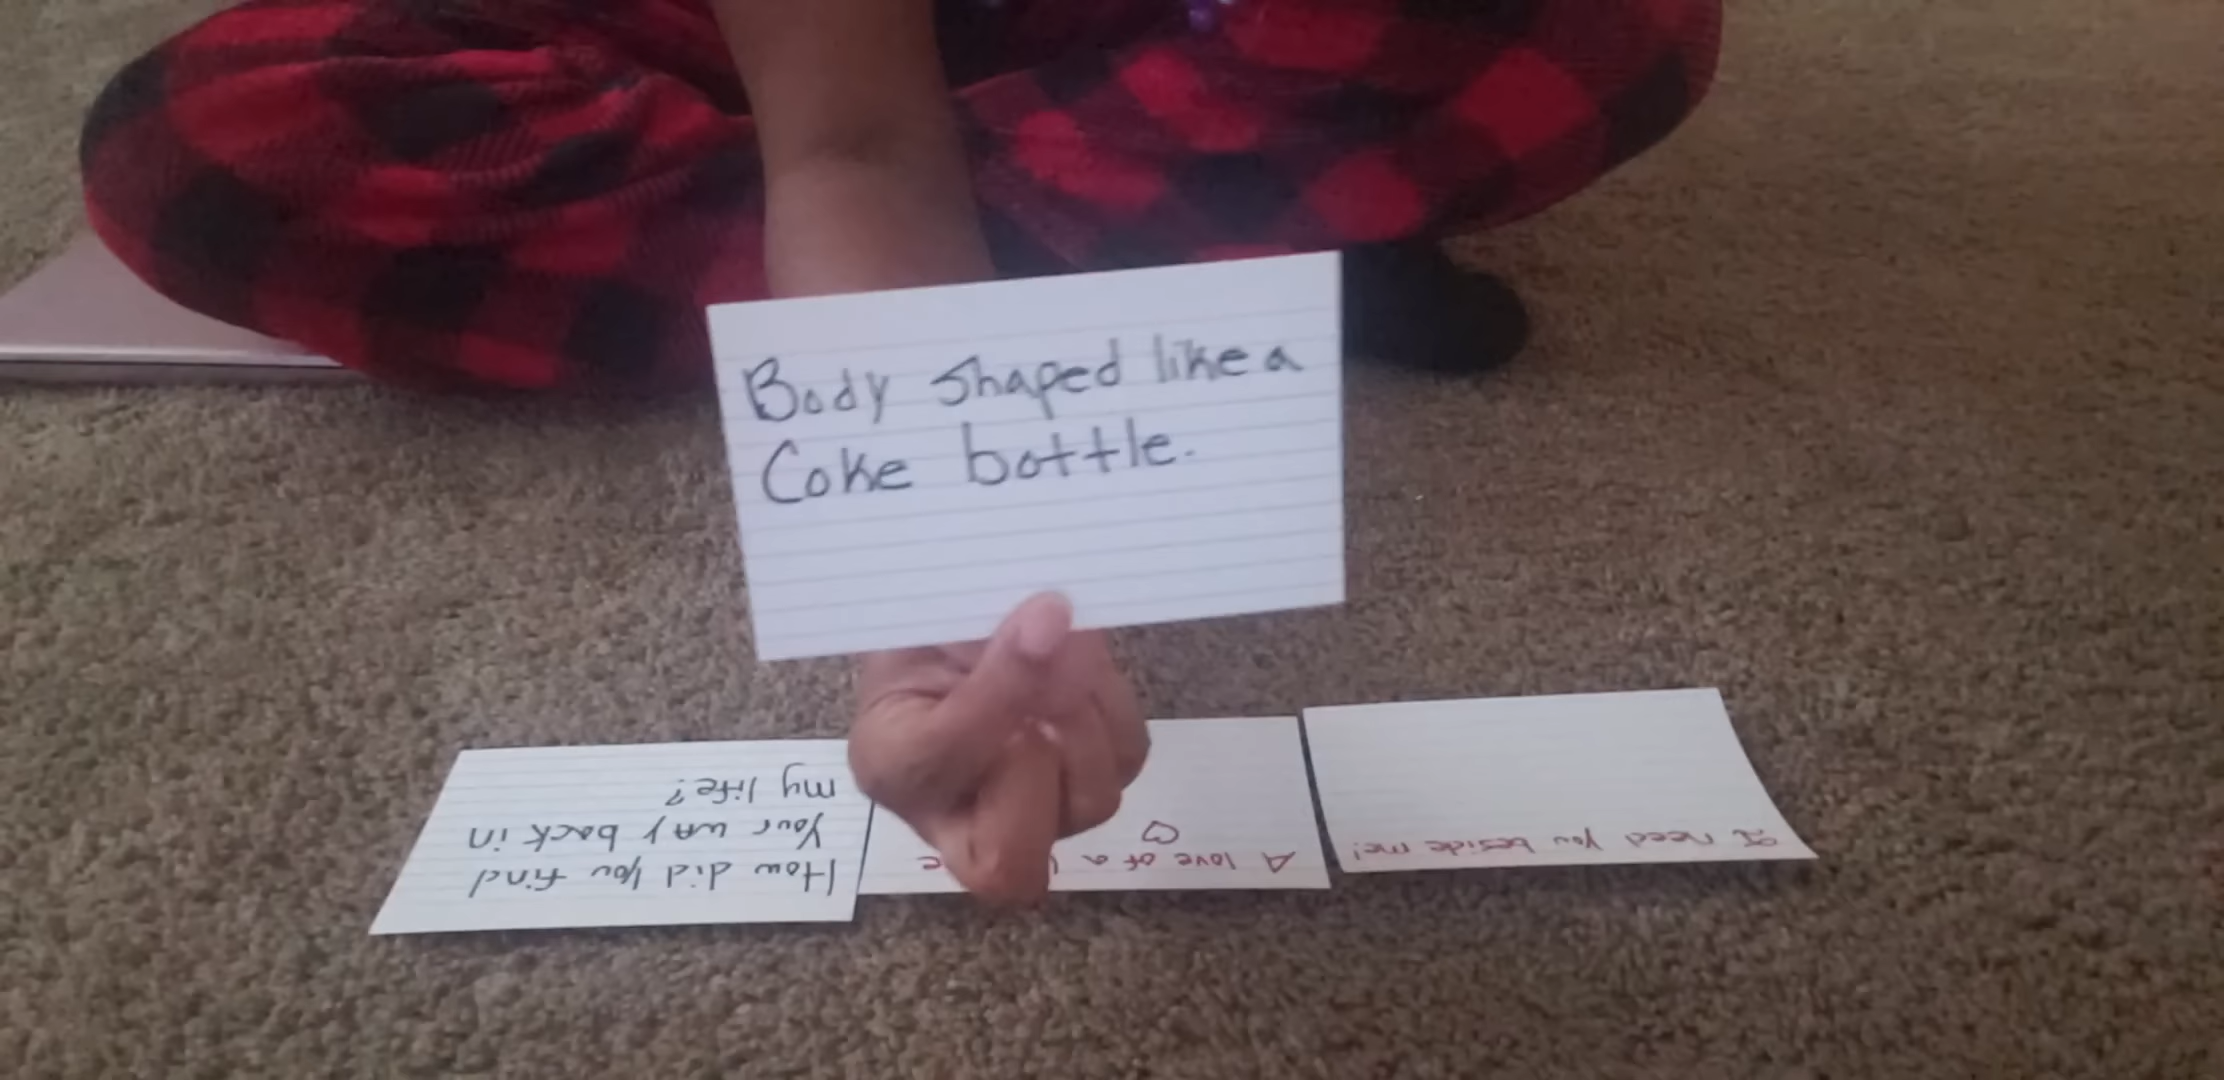 Body Shaped like a
Coke bottle.
How did you find
Your way back in
my life?
A love of a
I need you beside me!